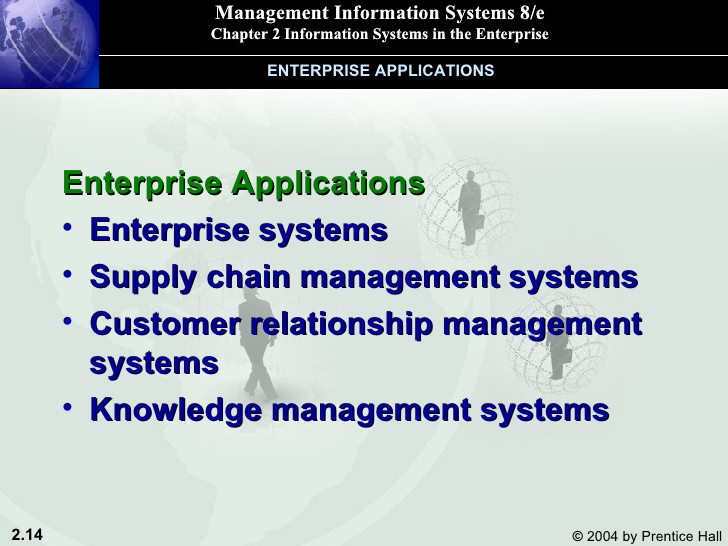 Management Information Systems 8/e
Chapter 2 Information Systems in the Enterprise
ENTERPRISE APPLICATIONS
Enterprise Applications
• Enterprise systems
• Supply chain management systems
• Customer relationship management
systems
• Knowledge management systems
2.14
© 2004 by Prentice Hall